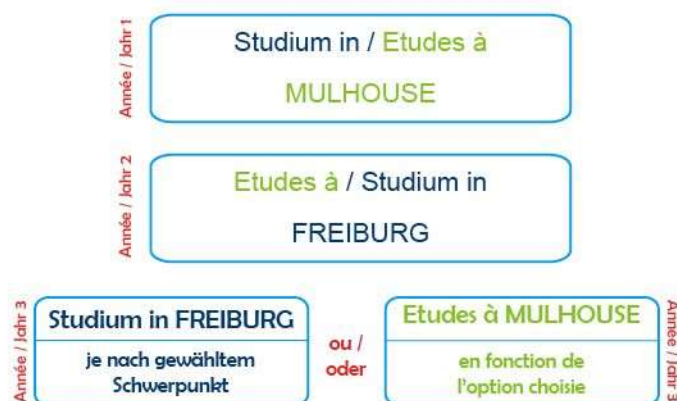 Année / Jahr 1
Studium in / Etudes à
MULHOUSE
Année / Jahr 2
Etudes à / Studium in
FREIBURG
Année / Jahr 3
Studium in FREIBURG
je nach gewähltem
Schwerpunkt
ou /
oder
Etudes à MULHOUSE
en fonction de
l'option choisie
Année / Jahr 3